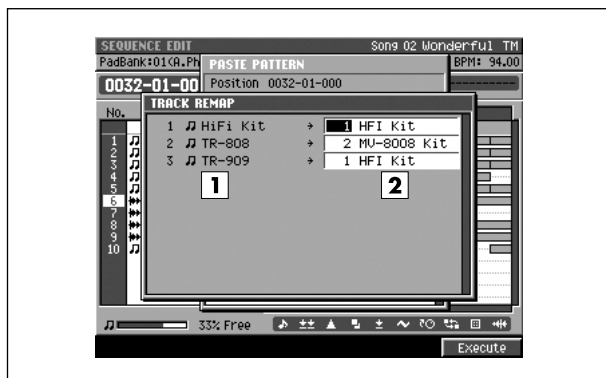 SEQUENCE EDIT Song 02 Wonderful TM
PadBank:01(A.Ph PASTE PATTERN BPM: 94.00
0032-01-00 Position 0032-01-000
TRACK REMAP
No.
1 HiFi Kit → 1 HFI Kit
2 TR-808 → 2 MV-8008 Kit
3 TR-909 → 1 HFI Kit
1 2
1
2
3
4
5
6
7
8
9
10
33% Free
Execute